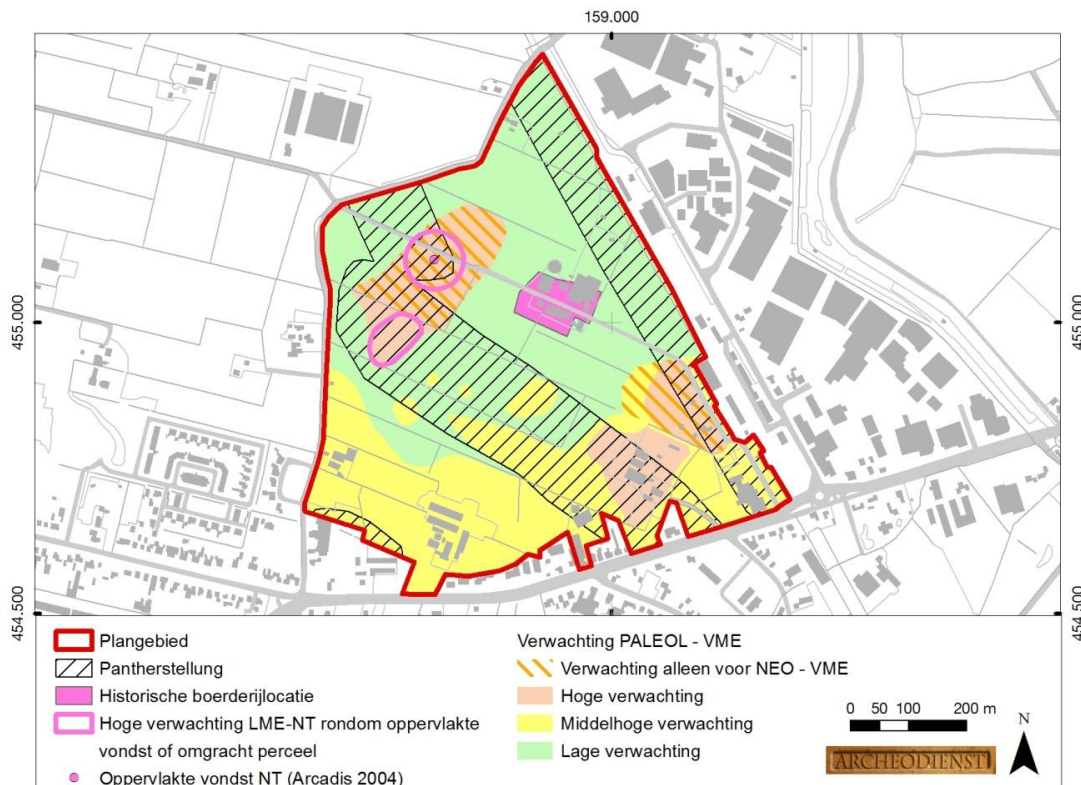 159.000
455.000
455.000
454.500
454.500
Plangebied
Pantherstellung
Historische boerderijlocatie
Hoge verwachting LME-NT rondom oppervlakte
vondst of omgracht perceel
Oppervlakte vondst NT (Arcadis 2004)
Verwachting PALEOL - VME
Verwachting alleen voor NEO - VME
Hoge verwachting
Middelhoge verwachting
Lage verwachting
0 50 100 200 m
N
ARCHEODIENST